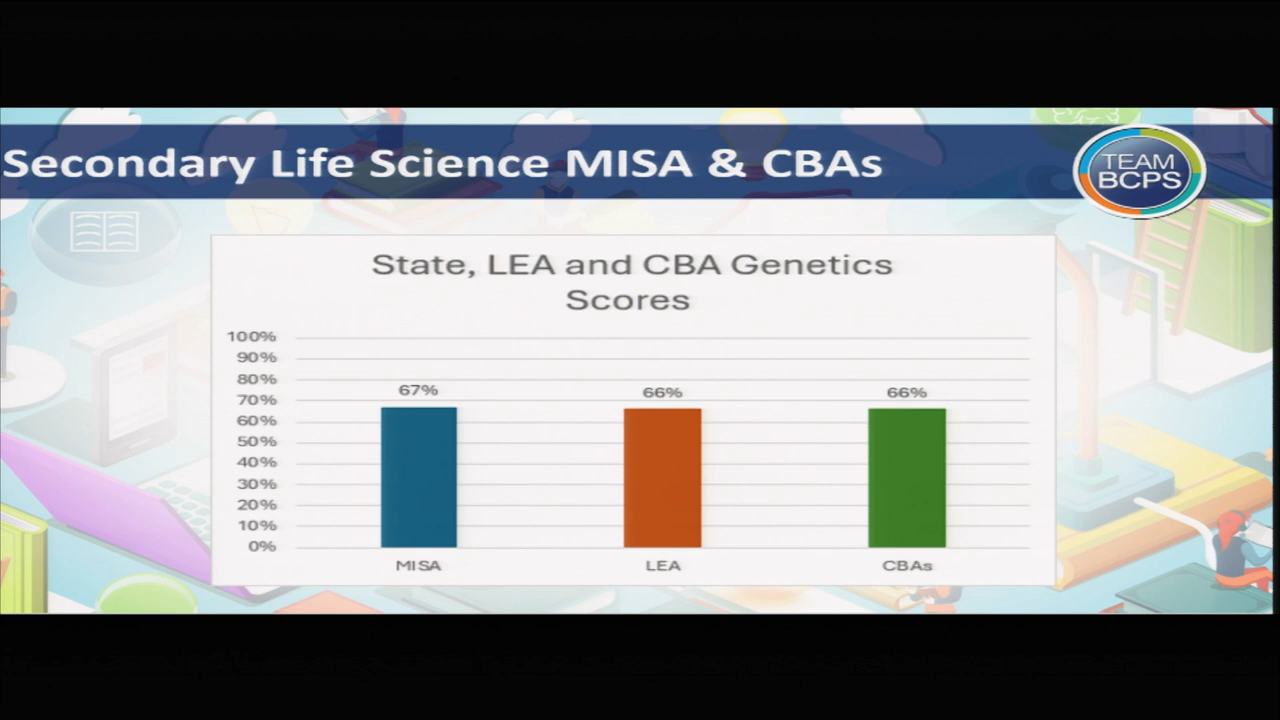 Secondary Life Science MISA & CBAs
TEAM
BCPS
State, LEA and CBA Genetics
Scores
100%
90%
80%
70%
60%
50%
40%
30%
20%
10%
0%
67%
66%
66%
MISA
LEA
CBAs